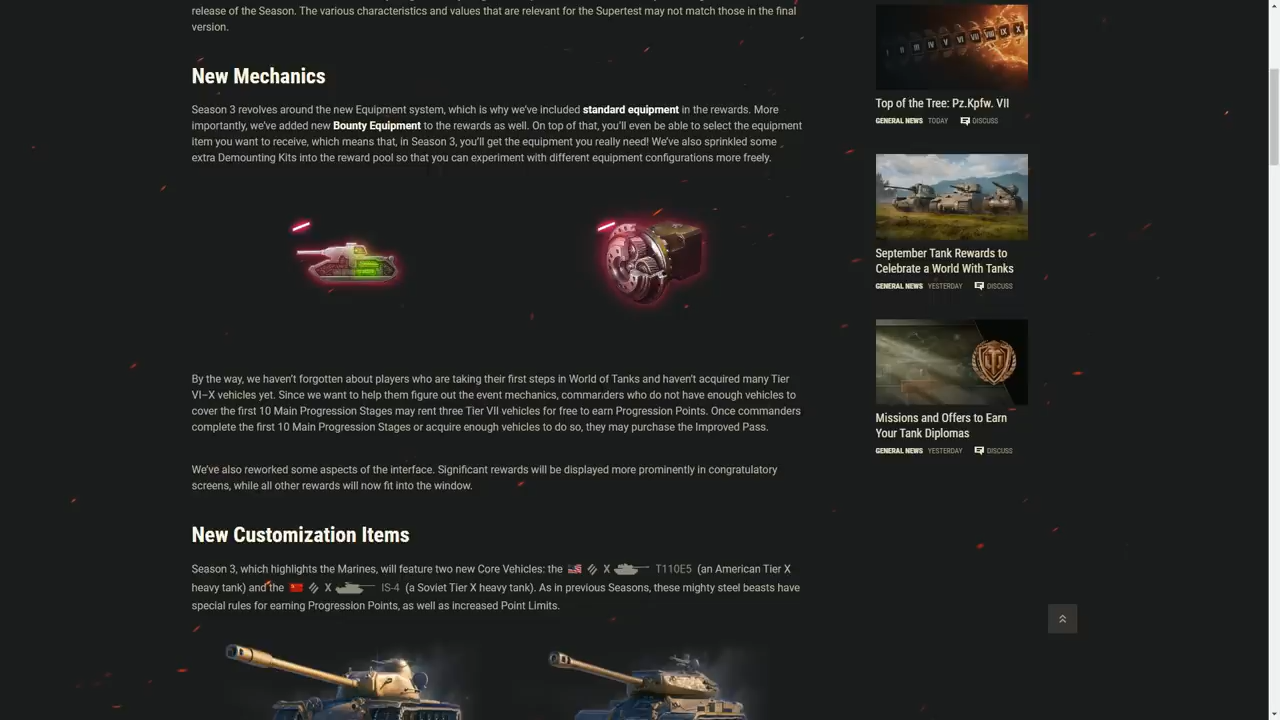 release of the Season. The various characteristics and values that are relevant for the Supertest may not match those in the final
version.
New Mechanics
Season 3 revolves around the new Equipment system, which is why we've included standard equipment in the rewards. More
importantly, we've added new Bounty Equipment to the rewards as well. On top of that, you'll even be able to select the equipment
item you want to receive, which means that, in Season 3, you'll get the equipment you really need! We've also sprinkled some
extra Demounting Kits into the reward pool so that you can experiment with different equipment configurations more freely.
By the way, we haven't forgotten about players who are taking their first steps in World of Tanks and haven't acquired many Tier
VI–X vehicles yet. Since we want to help them figure out the event mechanics, commanders who do not have enough vehicles to
cover the first 10 Main Progression Stages may rent three Tier VII vehicles for free to earn Progression Points. Once commanders
complete the first 10 Main Progression Stages or acquire enough vehicles to do so, they may purchase the Improved Pass.
We've also reworked some aspects of the interface. Significant rewards will be displayed more prominently in congratulatory
screens, while all other rewards will now fit into the window.
New Customization Items
Season 3, which highlights the Marines, will feature two new Core Vehicles: the X T110E5 (an American Tier X
heavy tank) and the X IS-4 (a Soviet Tier X heavy tank). As in previous Seasons, these mighty steel beasts have
special rules for earning Progression Points, as well as increased Point Limits.
I II III IV V VI VII VIII IX X
Top of the Tree: Pz.Kpfw. VII
GENERAL NEWS TODAY DISCUSS
September Tank Rewards to
Celebrate a World With Tanks
GENERAL NEWS YESTERDAY DISCUSS
Missions and Offers to Earn
Your Tank Diplomas
GENERAL NEWS YESTERDAY DISCUSS